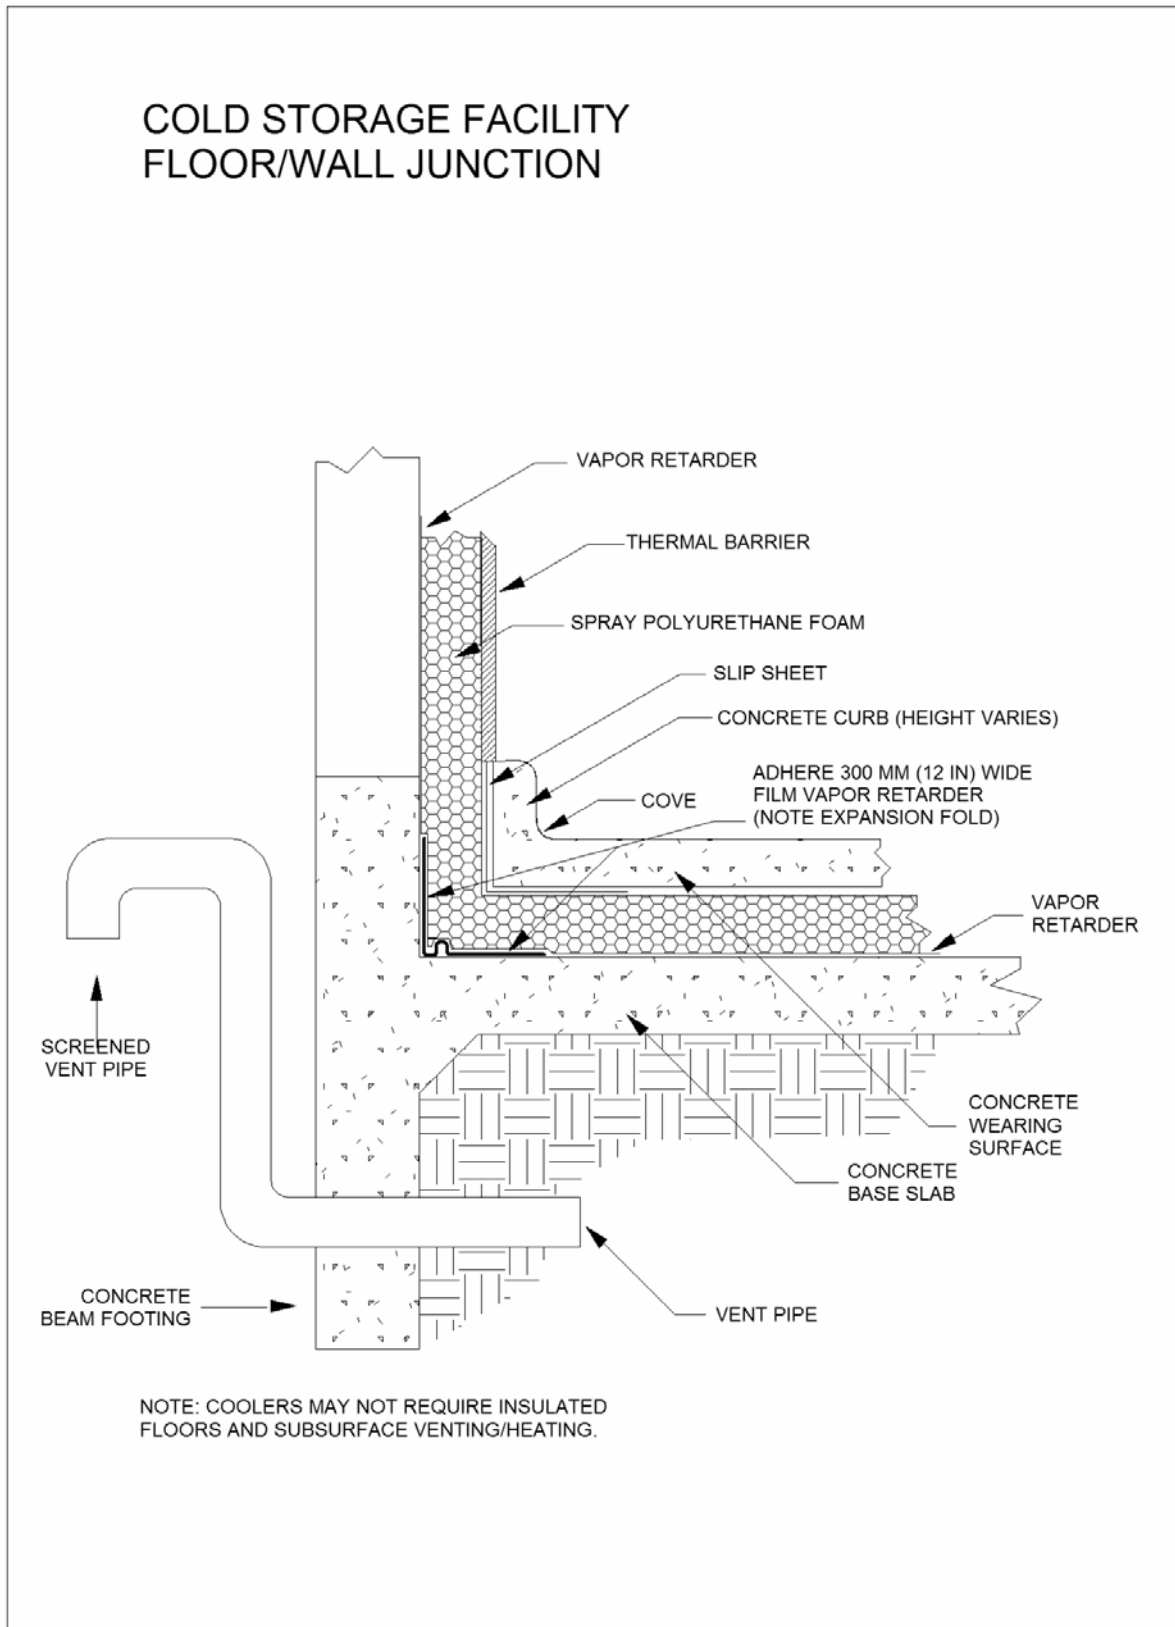 COLD STORAGE FACILITY
FLOOR/WALL JUNCTION
VAPOR RETARDER
THERMAL BARRIER
SPRAY POLYURETHANE FOAM
SLIP SHEET
CONCRETE CURB (HEIGHT VARIES)
ADHERE 300 MM (12 IN) WIDE
FILM VAPOR RETARDER
(NOTE EXPANSION FOLD)
COVE
VAPOR
RETARDER
SCREENED
VENT PIPE
CONCRETE
WEARING
SURFACE
CONCRETE
BASE SLAB
CONCRETE
BEAM FOOTING
VENT PIPE
NOTE: COOLERS MAY NOT REQUIRE INSULATED
FLOORS AND SUBSURFACE VENTING/HEATING.